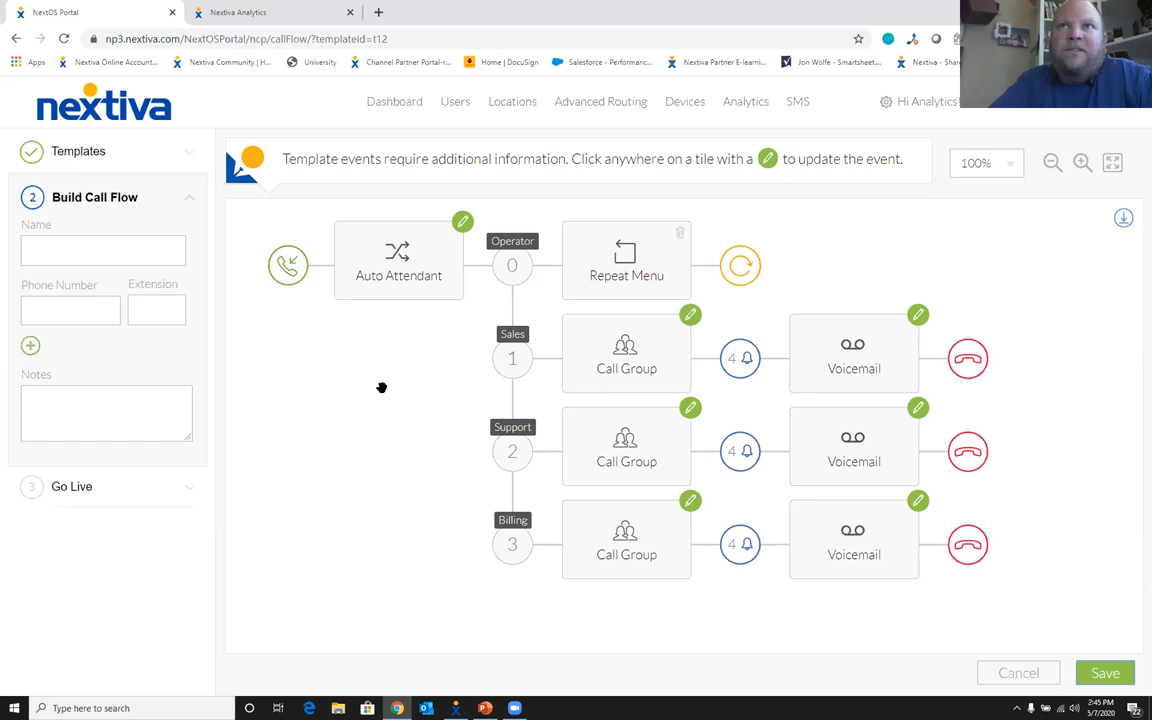 NextOS Portal
Nextiva Analytics
np3.nextiva.com/NextOSPortal/ncp/callFlow/?templateid=t12
Apps
Nextiva Online Account...
Nextiva Community (H...
University
Channel Partner Portal-r...
Home | DocuSign
Salesforce - Performanc...
Nextiva Partner E-learni...
Jon Wolfe - Smartsheet...
Nextiva - Shar
nextiva
Dashboard
Users
Locations
Advanced Routing
Devices
Analytics
SMS
Hi Analytics!
Templates
2 Build Call Flow
Name
Phone Number
Extension
Notes
3 Go Live
Template events require additional information. Click anywhere on a tile with a to update the event.
100%
Auto Attendant
Operator
0
Repeat Menu
Sales
1
Call Group
4
Voicemail
Support
2
Call Group
4
Voicemail
Billing
3
Call Group
4
Voicemail
Cancel
Save
Type here to search
2:45 PM
5/7/2020
22